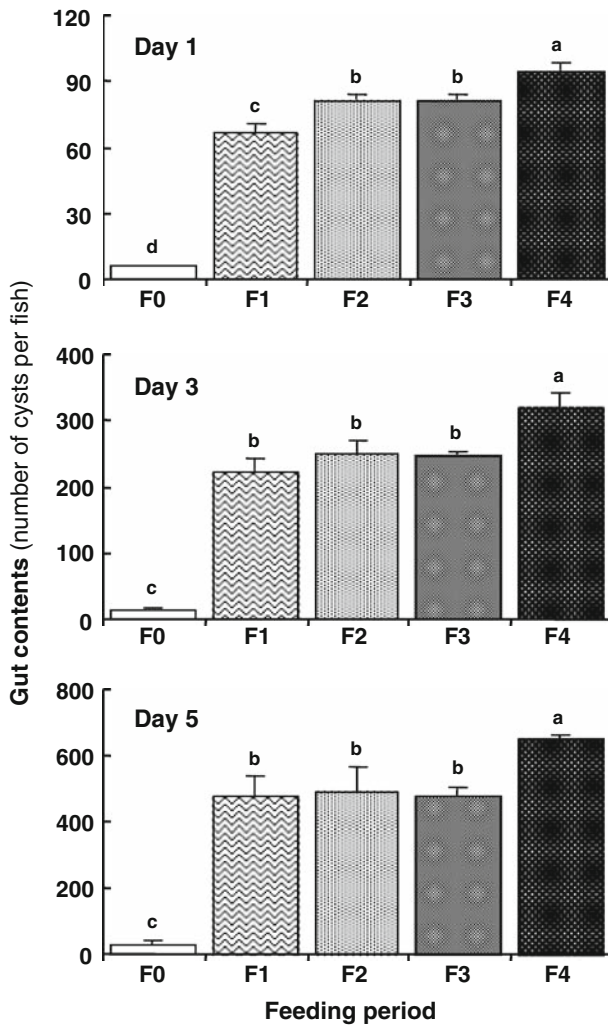 Gut contents (number of cysts per fish)
Day 1
120
90
60
30
0
d
c
b
b
a
F0 F1 F2 F3 F4
Day 3
400
300
200
100
0
c
b
b
b
a
F0 F1 F2 F3 F4
Day 5
800
600
400
200
0
c
b
b
b
a
F0 F1 F2 F3 F4
Feeding period